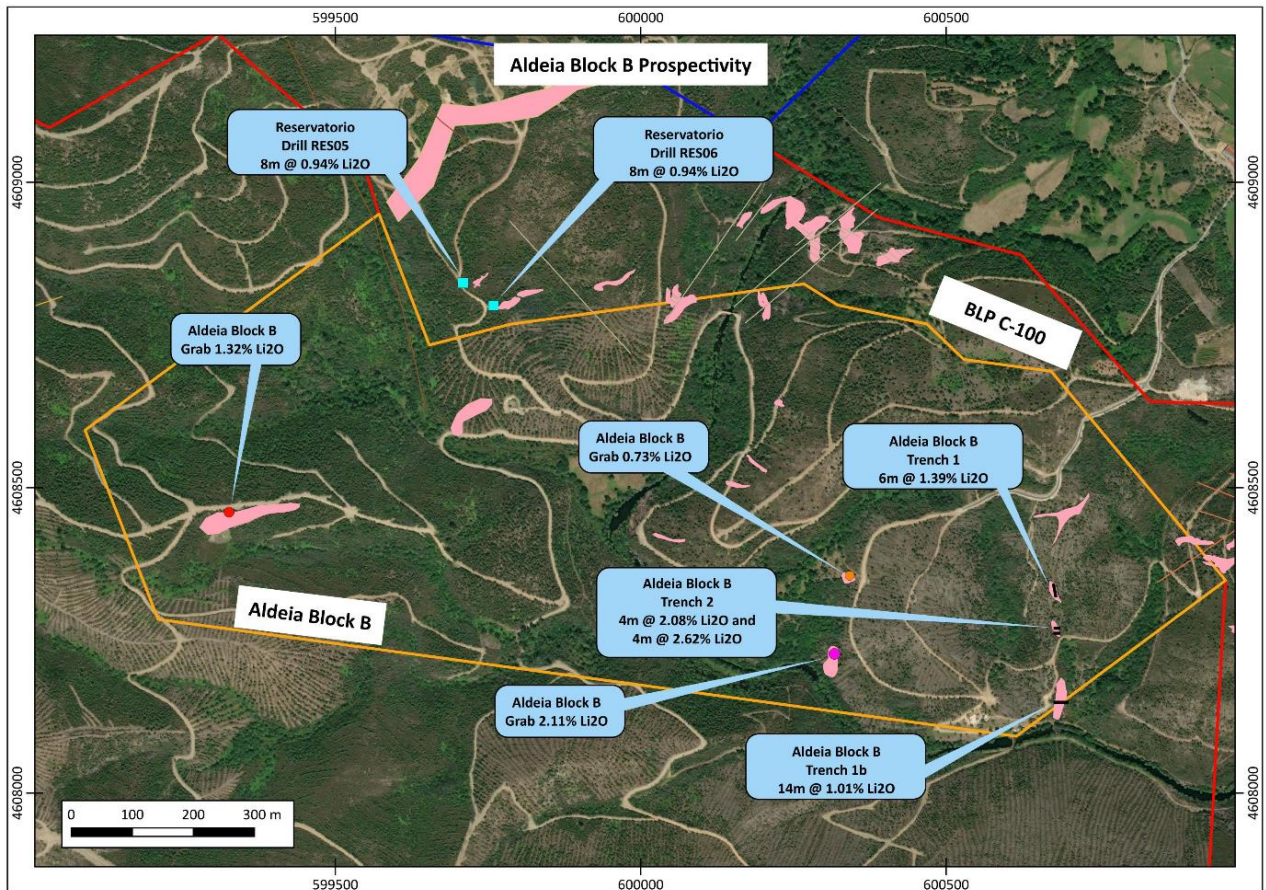 599500
600000
600500
Aldeia Block B Prospectivity
Reservatorio
Drill RES05
8m @ 0.94% Li2O
Reservatorio
Drill RES06
8m @ 0.94% Li2O
4609000
4609000
BLP C-100
Aldeia Block B
Grab 1.32% Li2O
Aldeia Block B
Grab 0.73% Li2O
Aldeia Block B
Trench 1
6m @ 1.39% Li2O
4608500
4608500
Aldeia Block B
Aldeia Block B
Trench 2
4m @ 2.08% Li2O and
4m @ 2.62% Li2O
Aldeia Block B
Grab 2.11% Li2O
Aldeia Block B
Trench 1b
14m @ 1.01% Li2O
4608000
4608000
0 100 200 300 m
599500
600000
600500